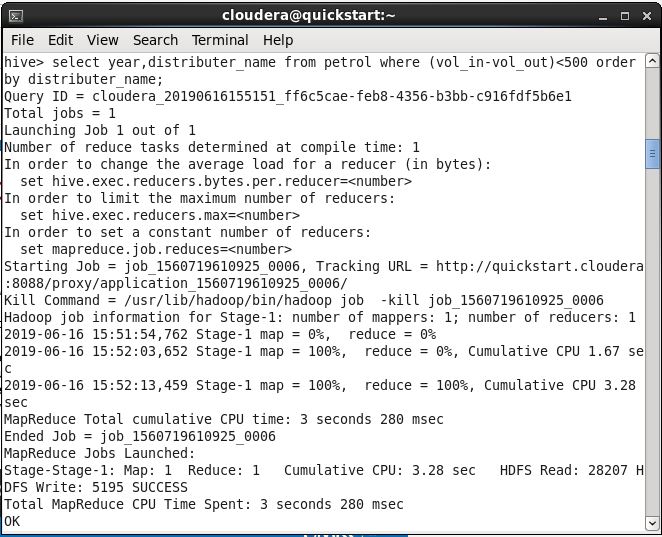 cloudera@quickstart:~
File Edit View Search Terminal Help
hive> select year,distributer_name from petrol where (vol_in-vol_out)<500 order
by distributer_name;
Query ID = cloudera_20190616155151_ff6c5cae-feb8-4356-b3bb-c916fdf5b6e1
Total jobs = 1
Launching Job 1 out of 1
Number of reduce tasks determined at compile time: 1
In order to change the average load for a reducer (in bytes):
  set hive.exec.reducers.bytes.per.reducer=<number>
In order to limit the maximum number of reducers:
  set hive.exec.reducers.max=<number>
In order to set a constant number of reducers:
  set mapreduce.job.reduces=<number>
Starting Job = job_1560719610925_0006, Tracking URL = http://quickstart.cloudera
:8088/proxy/application_1560719610925_0006/
Kill Command = /usr/lib/hadoop/bin/hadoop job  -kill job_1560719610925_0006
Hadoop job information for Stage-1: number of mappers: 1; number of reducers: 1
2019-06-16 15:51:54,762 Stage-1 map = 0%,  reduce = 0%
2019-06-16 15:52:03,652 Stage-1 map = 100%,  reduce = 0%, Cumulative CPU 1.67 se
c
2019-06-16 15:52:13,459 Stage-1 map = 100%,  reduce = 100%, Cumulative CPU 3.28
sec
MapReduce Total cumulative CPU time: 3 seconds 280 msec
Ended Job = job_1560719610925_0006
MapReduce Jobs Launched:
Stage-Stage-1: Map: 1  Reduce: 1   Cumulative CPU: 3.28 sec   HDFS Read: 28207 H
DFS Write: 5195 SUCCESS
Total MapReduce CPU Time Spent: 3 seconds 280 msec
OK